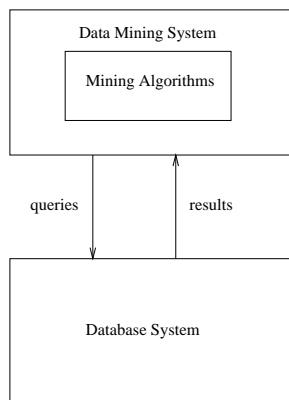 Data Mining System
Mining Algorithms
queries
results
Database System